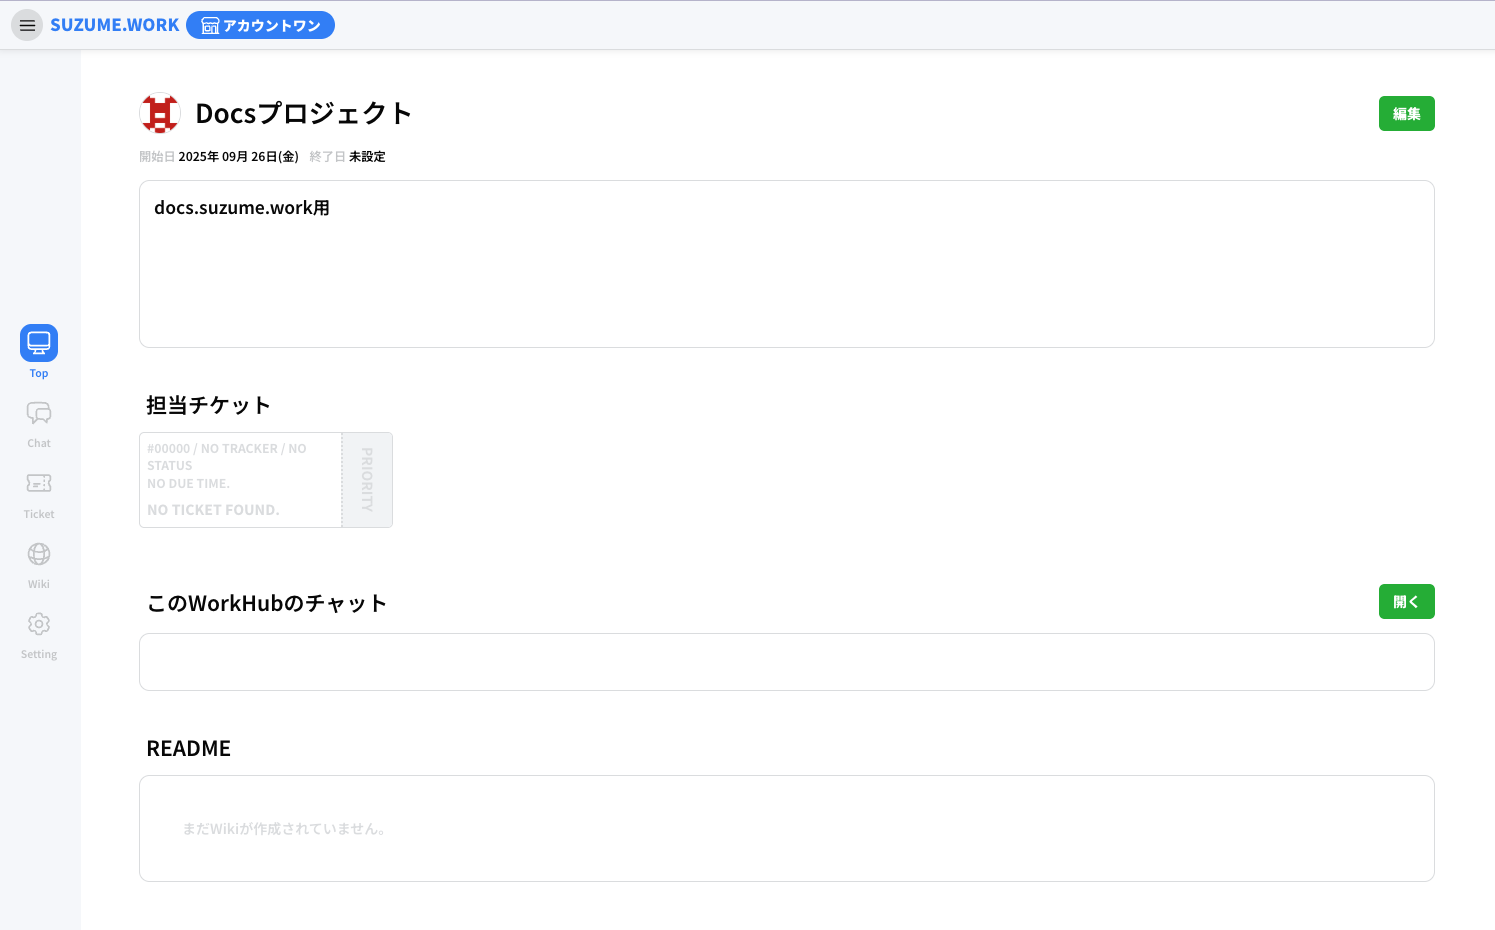 SUZUME.WORK アカウントワン
Docsプロジェクト
編集
開始日 2025年 09月 26日(金) 終了日 未設定
docs.suzume.work用
Top
Chat
Ticket
Wiki
Setting
担当チケット
#00000 / NO TRACKER / NO
STATUS
NO DUE TIME.
NO TICKET FOUND.
PRIORITY
このWorkHubのチャット
開く
README
まだWikiが作成されていません。